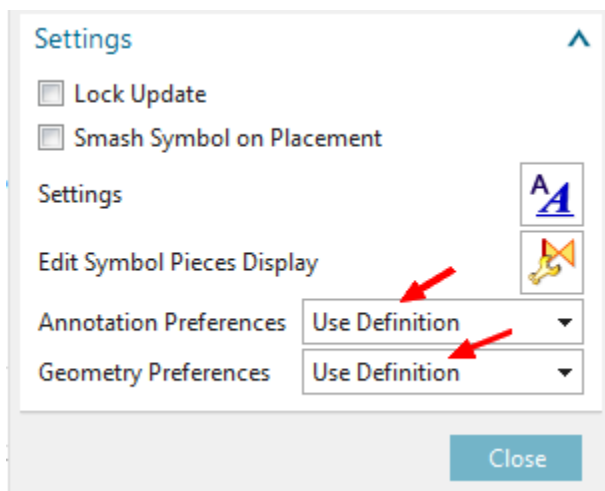 Settings
Lock Update
Smash Symbol on Placement
Settings
AA
Edit Symbol Pieces Display
Annotation Preferences Use Definition
Geometry Preferences Use Definition
Close